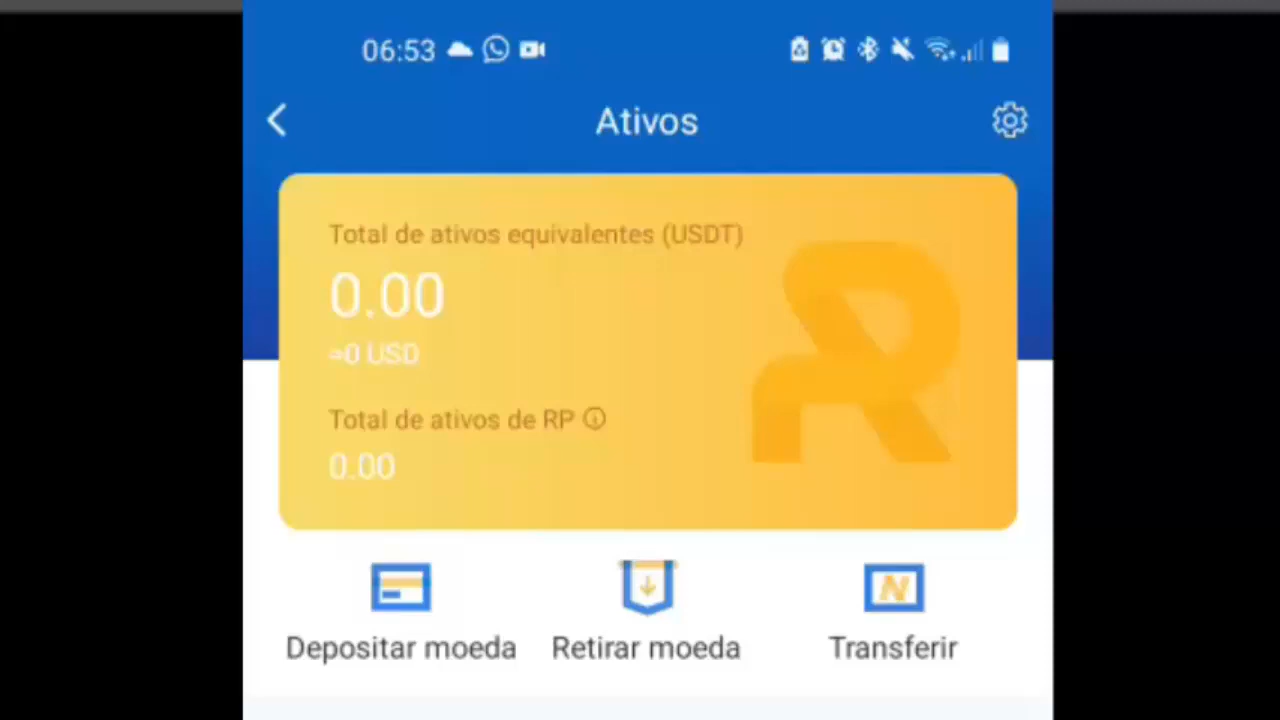 06:53
Ativos
Total de ativos equivalentes (USDT)
0.00
≈0 USD
Total de ativos de RP
0.00
Depositar moeda
Retirar moeda
Transferir